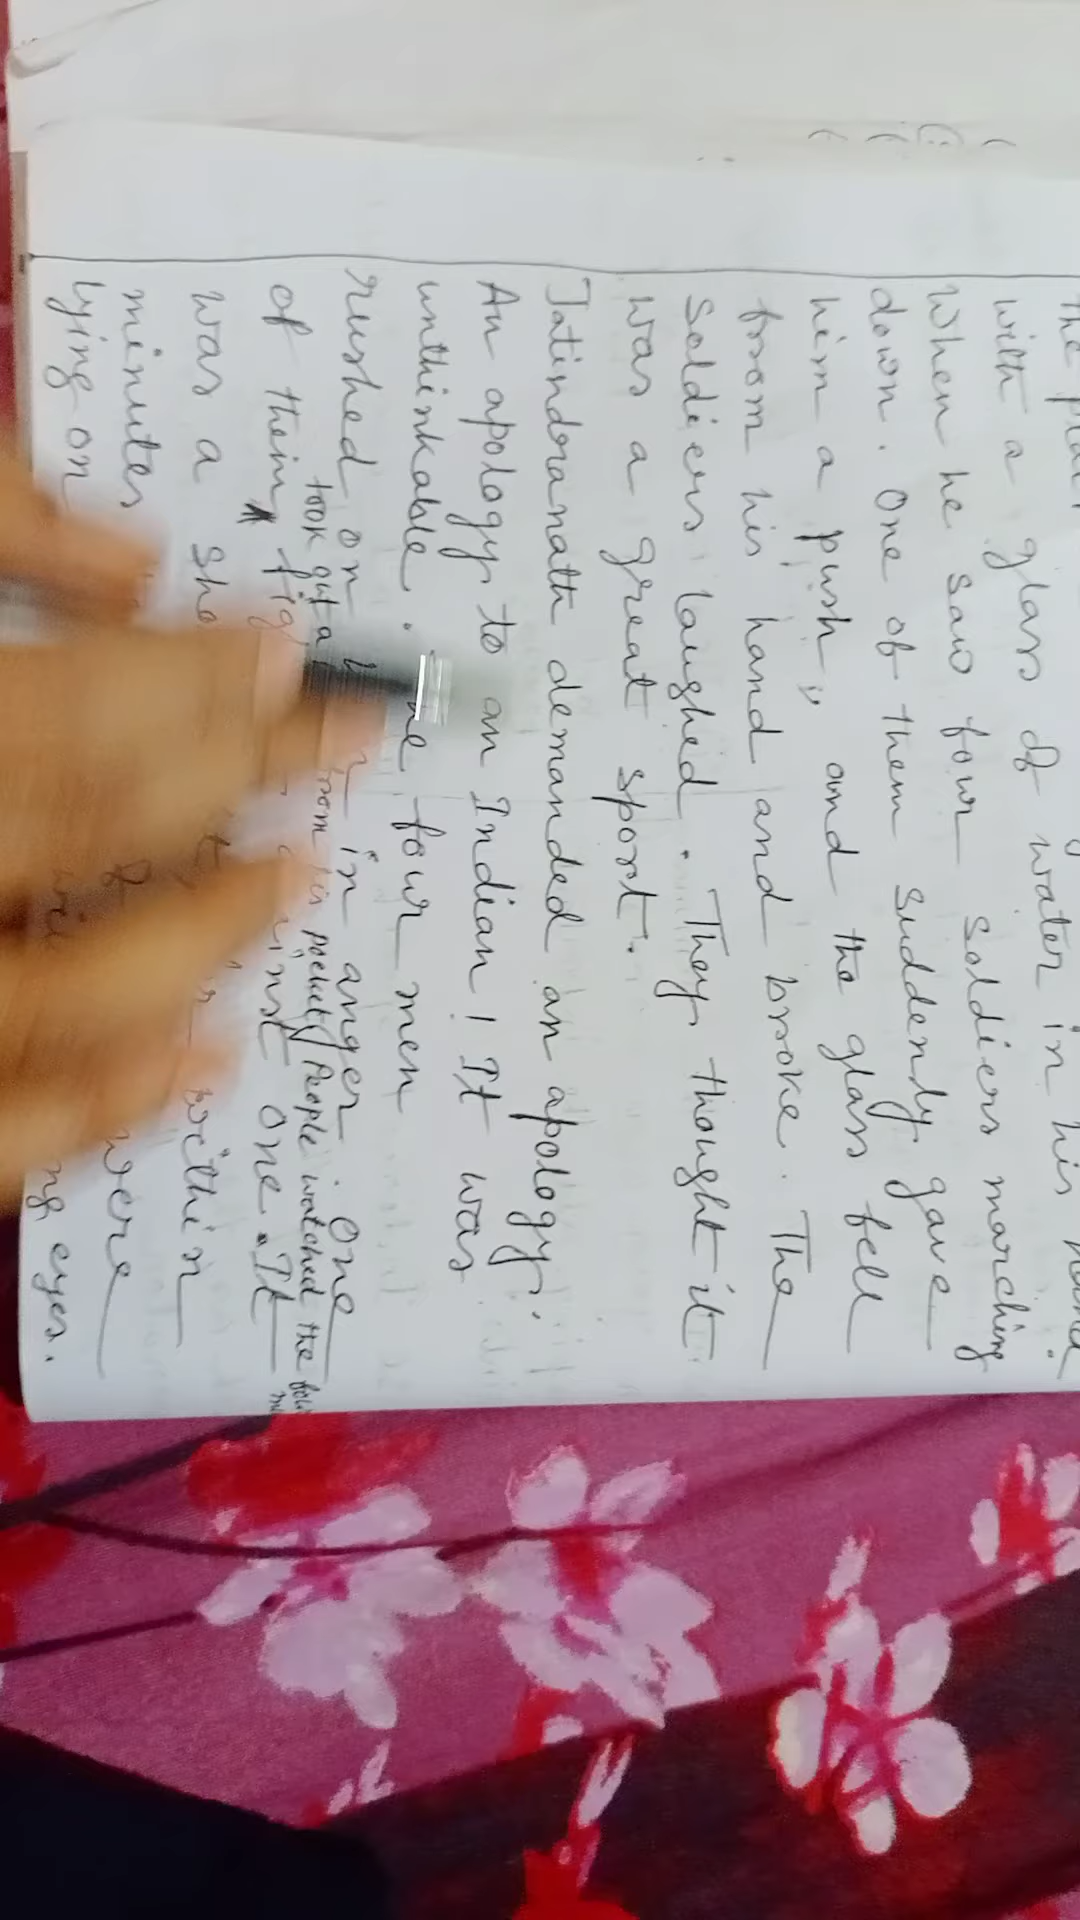 the
with a glass of water in his hand
when he saw four soldiers marching
down. One of them suddenly gave
him a push, and the glass fell
from his hand and broke. The
soldiers laughed. They thought it
was a great sport.
Jatindranath demanded an apology.
An apology to an Indian! It was
unthinkable. four men
rushed on in anger. One
took out a from his pocket People watched the
of them against one. It
was a within
minutes were
lying on eyes.